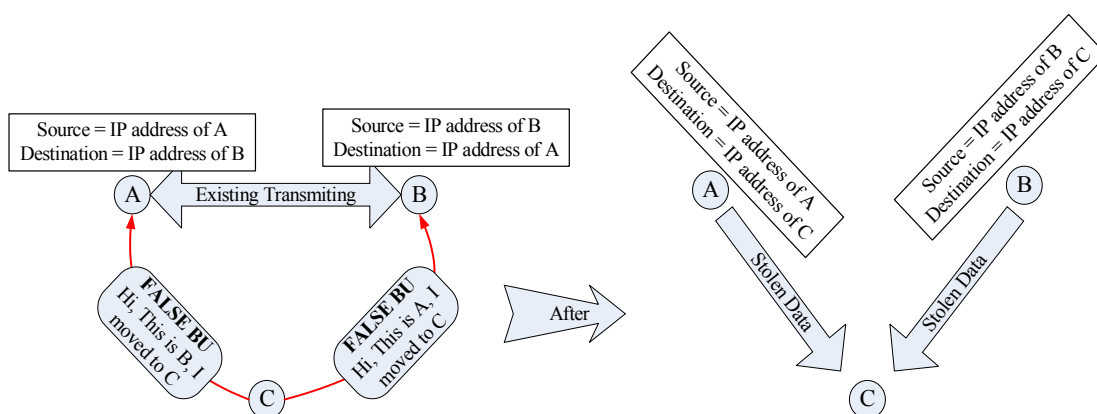 Source = IP address of A
Destination = IP address of B
Source = IP address of B
Destination = IP address of A
A
Existing Transmiting
B
FALSE BU
Hi, This is B, I
moved to C
FALSE BU
Hi, This is A, I
moved to C
C
After
Source = IP address of A
Destination = IP address of C
Source = IP address of B
Destination = IP address of C
A
B
Stolen Data
Stolen Data
C